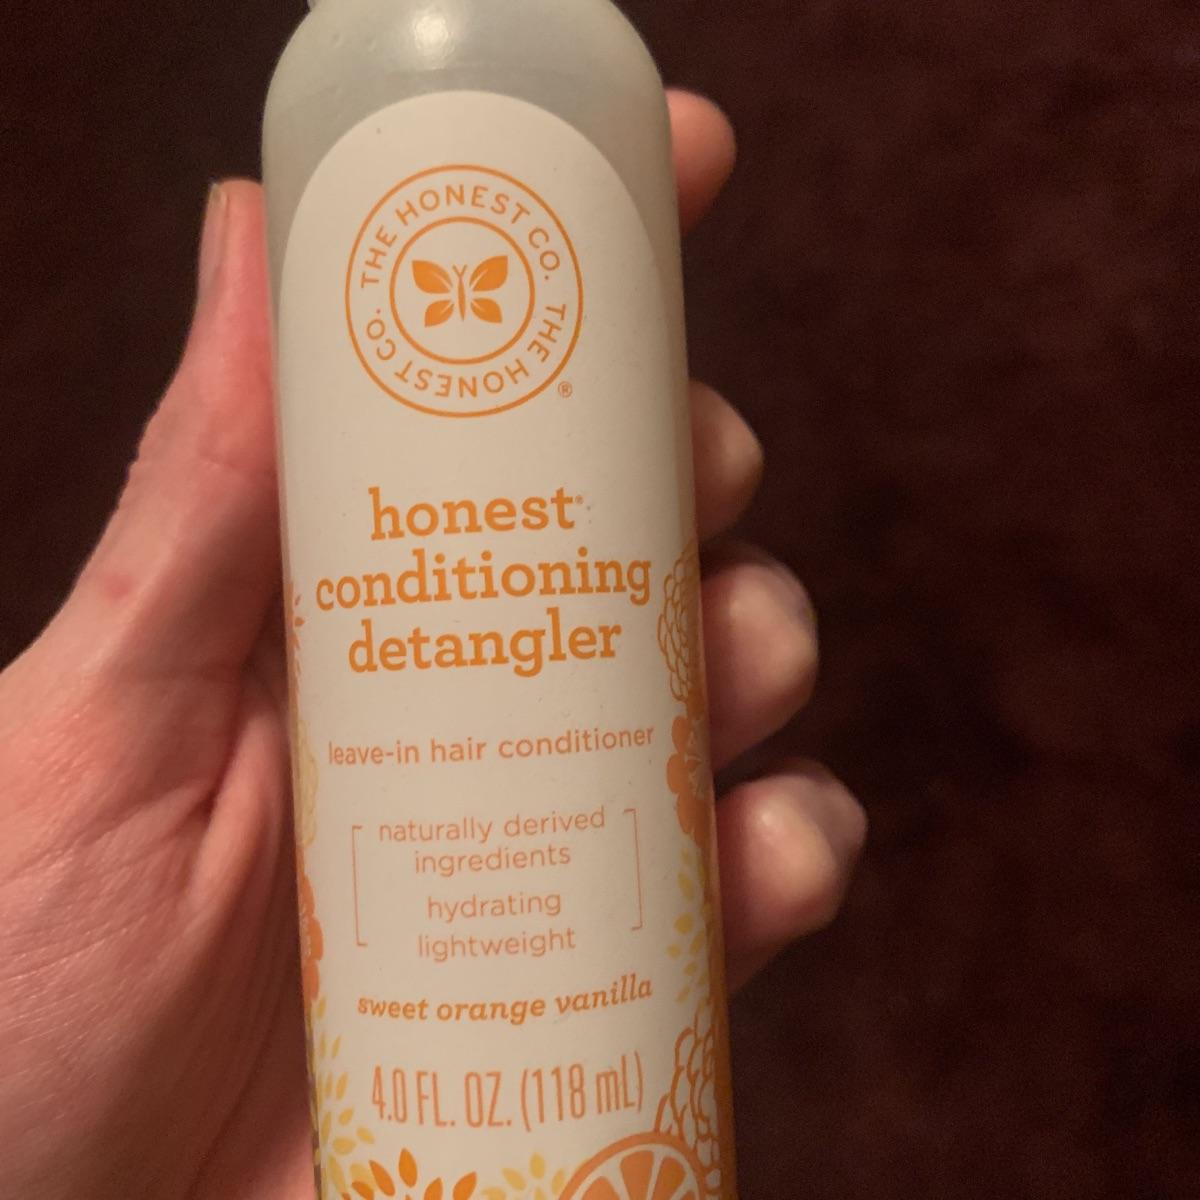 THE HONEST CO. THE HONEST CO.
®
honest®
conditioning
detangler
leave-in hair conditioner
naturally derived
ingredients
hydrating
lightweight
sweet orange vanilla
4.0 FL. OZ. (118 mL)